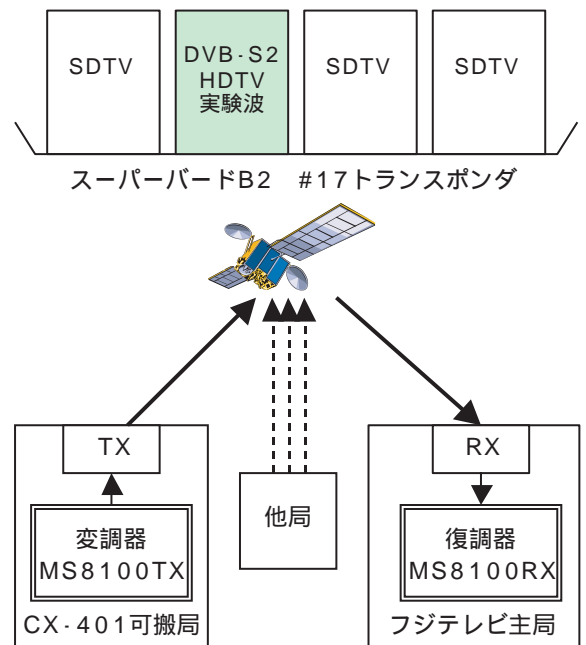 SDTV
DVB-S2
HDTV
実験波
SDTV
SDTV
スーパーバードB2 #17トランスポンダ
TX
変調器
MS8100TX
CX-401可搬局
他局
RX
復調器
MS8100RX
フジテレビ主局